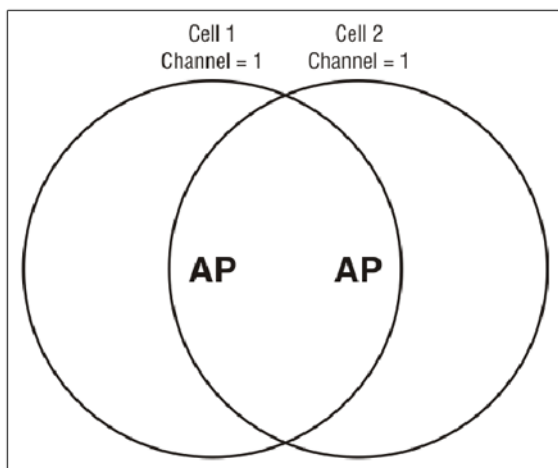 Cell 1
Channel = 1
Cell 2
Channel = 1
AP
AP